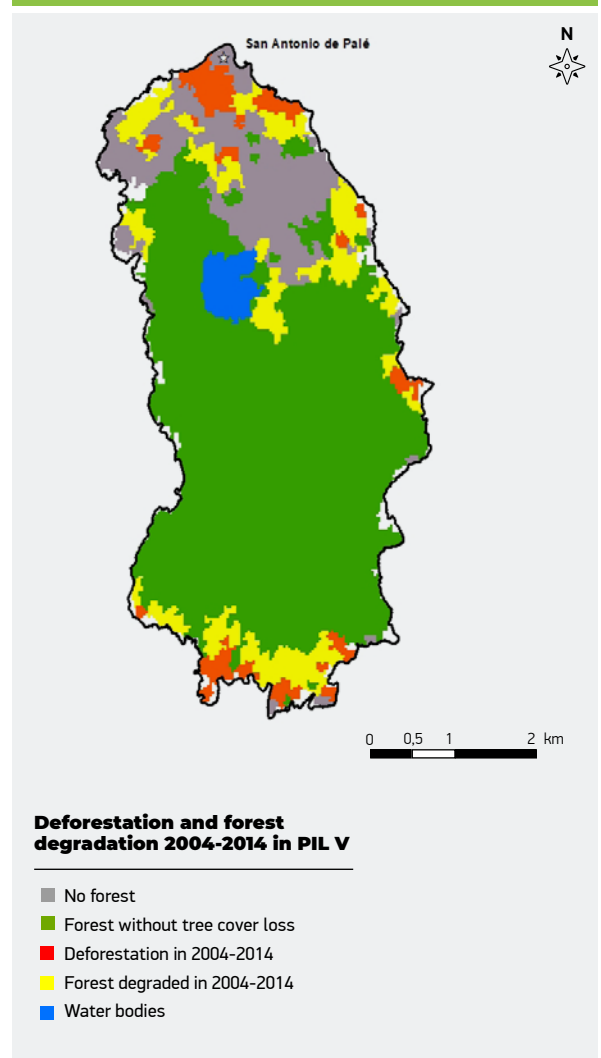 San Antonio de Palé
N
0 0,5 1 2 km
Deforestation and forest
degradation 2004-2014 in PIL V
No forest
Forest without tree cover loss
Deforestation in 2004-2014
Forest degraded in 2004-2014
Water bodies